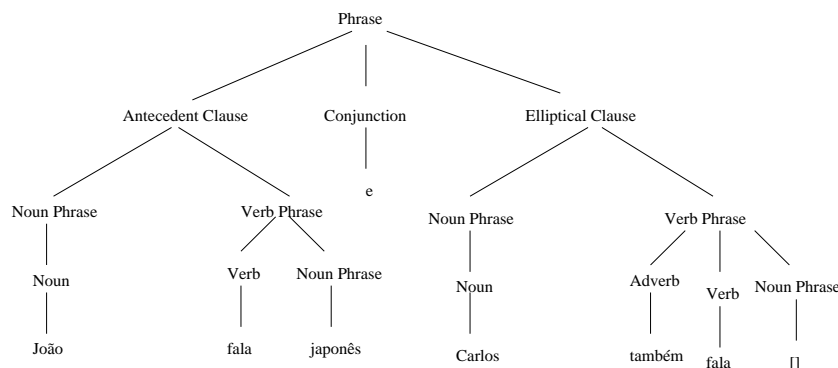 Phrase
Antecedent Clause Conjunction Elliptical Clause
e
Noun Phrase Verb Phrase Noun Phrase Verb Phrase
Noun Verb Noun Phrase Noun Adverb Verb Noun Phrase
João fala japonês Carlos também fala []